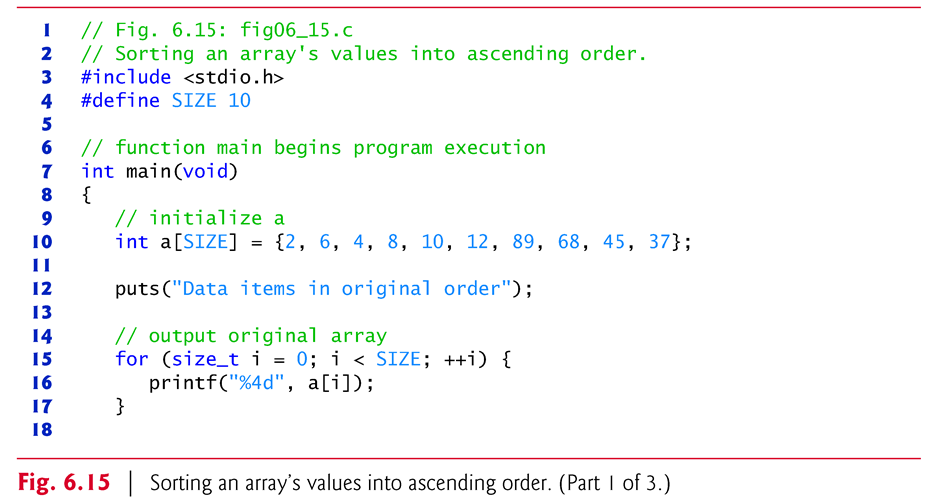 1 // Fig. 6.15: fig06_15.c
2 // Sorting an array's values into ascending order.
3 #include <stdio.h>
4 #define SIZE 10
5
6 // function main begins program execution
7 int main(void)
8 {
9    // initialize a
10    int a[SIZE] = {2, 6, 4, 8, 10, 12, 89, 68, 45, 37};
11
12    puts("Data items in original order");
13
14    // output original array
15    for (size_t i = 0; i < SIZE; ++i) {
16       printf("%4d", a[i]);
17    }
18
Fig. 6.15 | Sorting an array’s values into ascending order. (Part 1 of 3.)